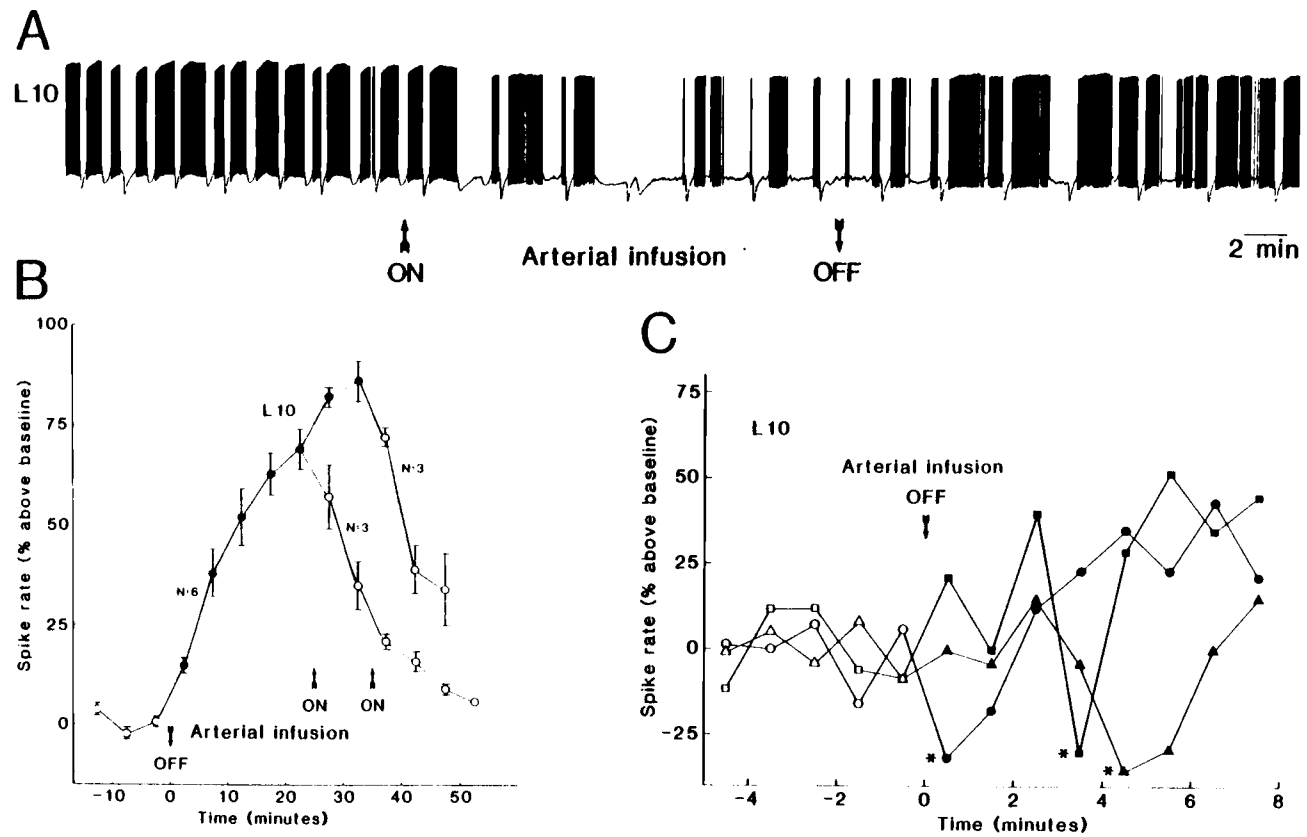 A
L10
ON
Arterial infusion
OFF
2 min
B
100
75
50
25
0
Spike rate (% above baseline)
L10
N·6
N·3
N·3
ON
ON
Arterial infusion
OFF
-10 0 10 20 30 40 50
Time (minutes)
C
75
50
25
0
-25
Spike rate (% above baseline)
L10
Arterial infusion
OFF
*
*
*
-4 -2 0 2 4 6 8
Time (minutes)